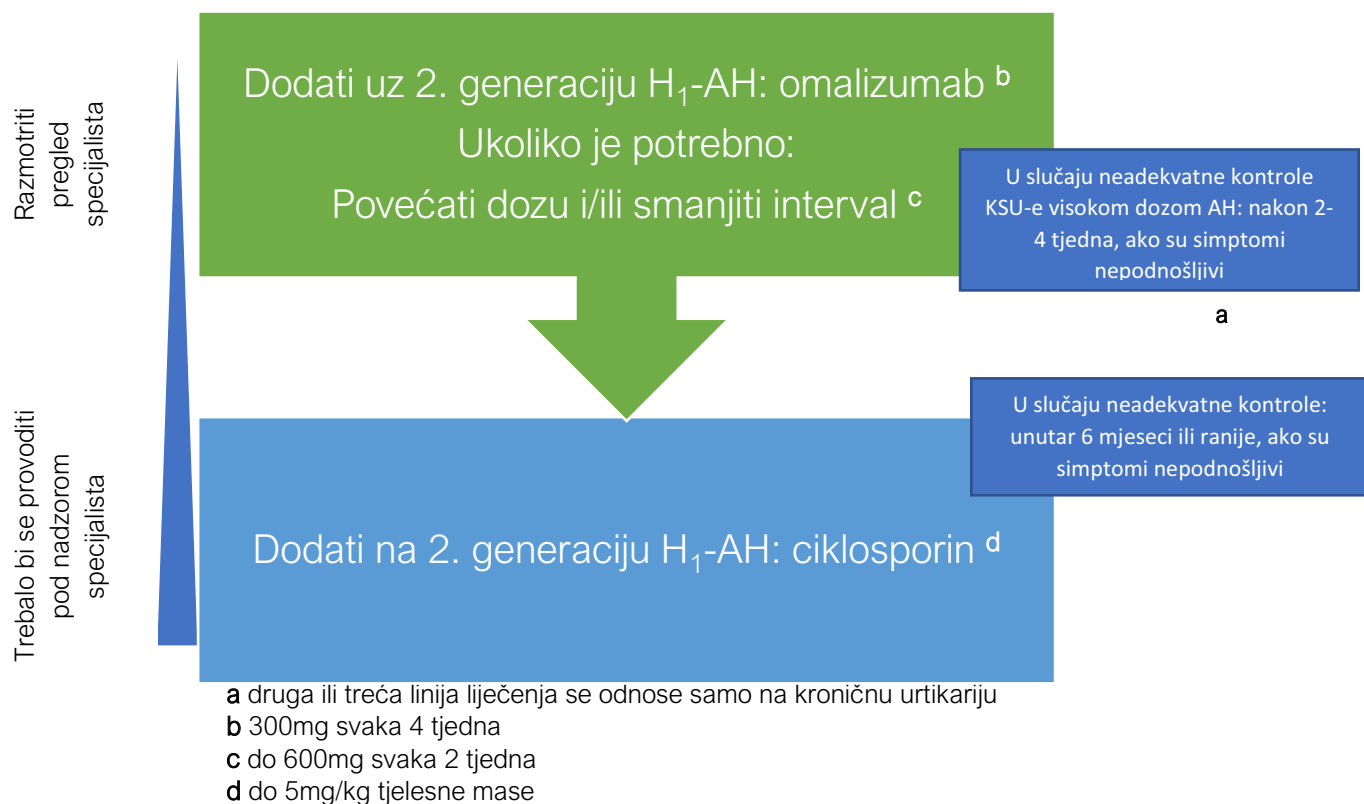 Razmotriti
pregled
specijalista
Dodati uz 2. generaciju H₁-AH: omalizumab ᵇ
Ukoliko je potrebno:
Povećati dozu i/ili smanjiti interval ᶜ
U slučaju neadekvatne kontrole
KSU-e visokom dozom AH: nakon 2-
4 tjedna, ako su simptomi
nepodnošljivi
a
U slučaju neadekvatne kontrole:
unutar 6 mjeseci ili ranije, ako su
simptomi nepodnošljivi
Trebalo bi se provoditi
pod nadzorom
specijalista
Dodati na 2. generaciju H₁-AH: ciklosporin ᵈ
a druga ili treća linija liječenja se odnose samo na kroničnu urtikariju
b 300mg svaka 4 tjedna
c do 600mg svaka 2 tjedna
d do 5mg/kg tjelesne mase